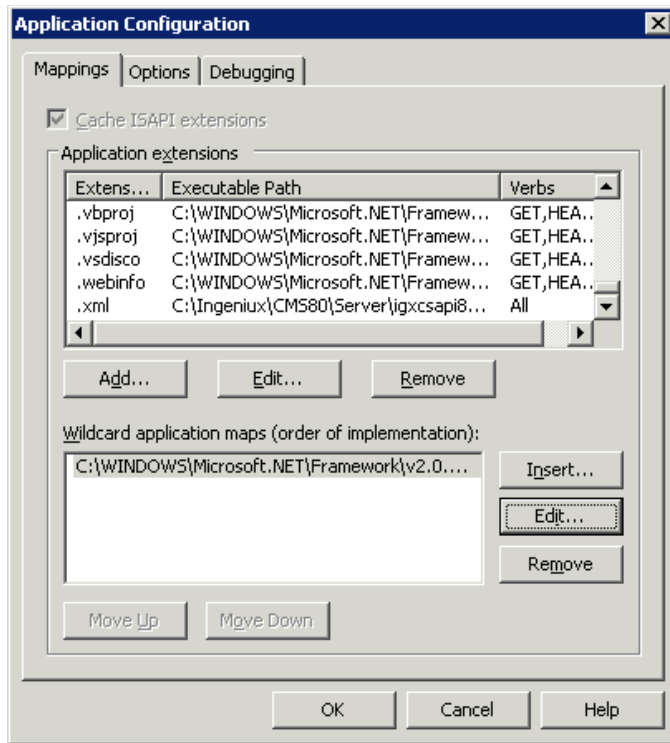 Application Configuration
Mappings Options Debugging
Cache ISAPI extensions
Application extensions
Extens... Executable Path Verbs
.vbproj C:\WINDOWS\Microsoft.NET\Framew... GET,HEA..
.vjsproj C:\WINDOWS\Microsoft.NET\Framew... GET,HEA..
.vsdisco C:\WINDOWS\Microsoft.NET\Framew... GET,HEA..
.webinfo C:\WINDOWS\Microsoft.NET\Framew... GET,HEA..
.xml C:\Ingeniux\CMS80\Server\igxcsapi8... All
Add... Edit... Remove
Wildcard application maps (order of implementation):
C:\WINDOWS\Microsoft.NET\Framework\v2.0....
Insert...
Edit...
Remove
Move Up Move Down
OK Cancel Help